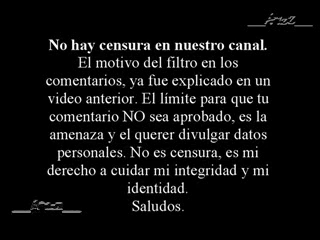 No hay censura en nuestro canal.
El motivo del filtro en los
comentarios, ya fue explicado en un
video anterior. El límite para que tu
comentario NO sea aprobado, es la
amenaza y el querer divulgar datos
personales. No es censura, es mi
derecho a cuidar mi integridad y mi
identidad.
Saludos.